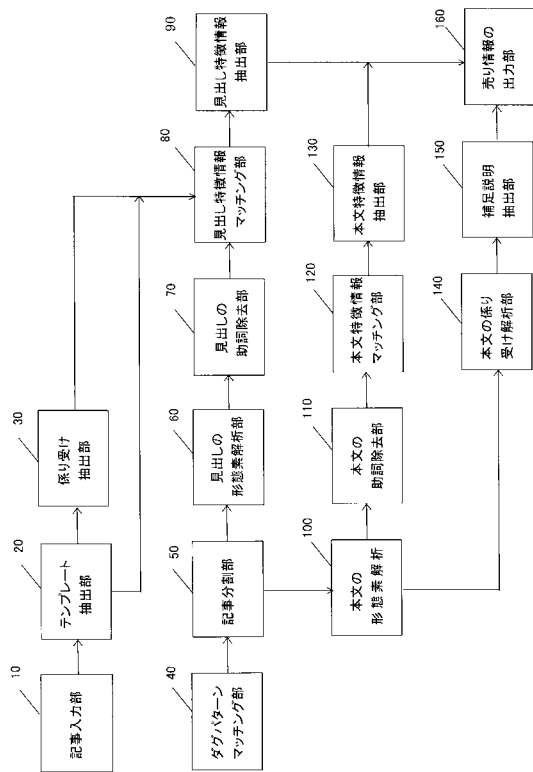 10
記事入力部
20
テンプレート
抽出部
30
係り受け
抽出部
40
ダグパターン
マッチング部
50
記事分割部
60
見出しの
形態素解析部
70
見出しの
助詞除去部
80
見出し特徴情報
マッチング部
90
見出し特徴情報
抽出部
100
本文の
形態素解析
110
本文の
助詞除去部
120
本文特徴情報
マッチング部
130
本文特徴情報
抽出部
140
本文の係り
受け解析部
150
補足説明
抽出部
160
売り情報の
出力部